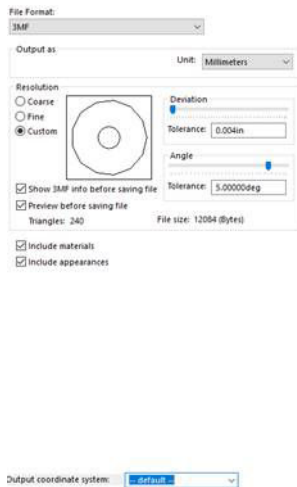 File Format:
3MF
Output as
Unit: Millimeters
Resolution
Coarse
Fine
Custom
Deviation
Tolerance: 0.004in
Angle
Tolerance: 5.00000deg
Show 3MF info before saving file
Preview before saving file
Triangles: 240 File size: 12084 (Bytes)
Include materials
Include appearances
Output coordinate system: -- default --